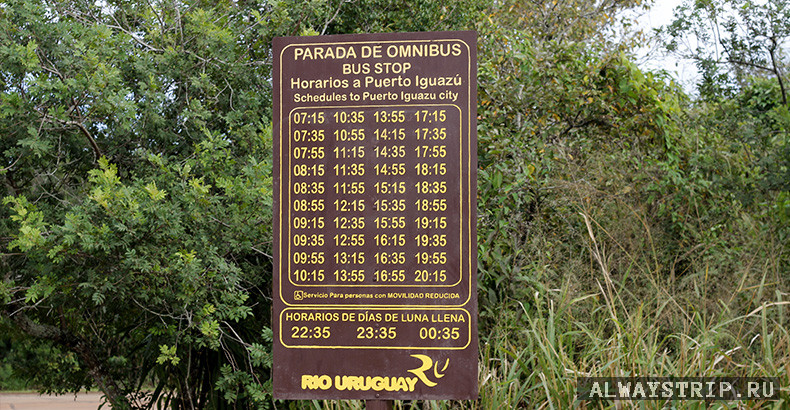 PARADA DE OMNIBUS
BUS STOP
Horarios a Puerto Iguazú
Schedules to Puerto Iguazu city
07:15 10:35 13:55 17:15
07:35 10:55 14:15 17:35
07:55 11:15 14:35 17:55
08:15 11:35 14:55 18:15
08:35 11:55 15:15 18:35
08:55 12:15 15:35 18:55
09:15 12:35 15:55 19:15
09:35 12:55 16:15 19:35
09:55 13:15 16:35 19:55
10:15 13:55 16:55 20:15
Servicio Para personas con MOVILIDAD REDUCIDA
HORARIOS DE DÍAS DE LUNA LLENA
22:35 23:35 00:35
RIO URUGUAY
ALWAYSTRIP.RU